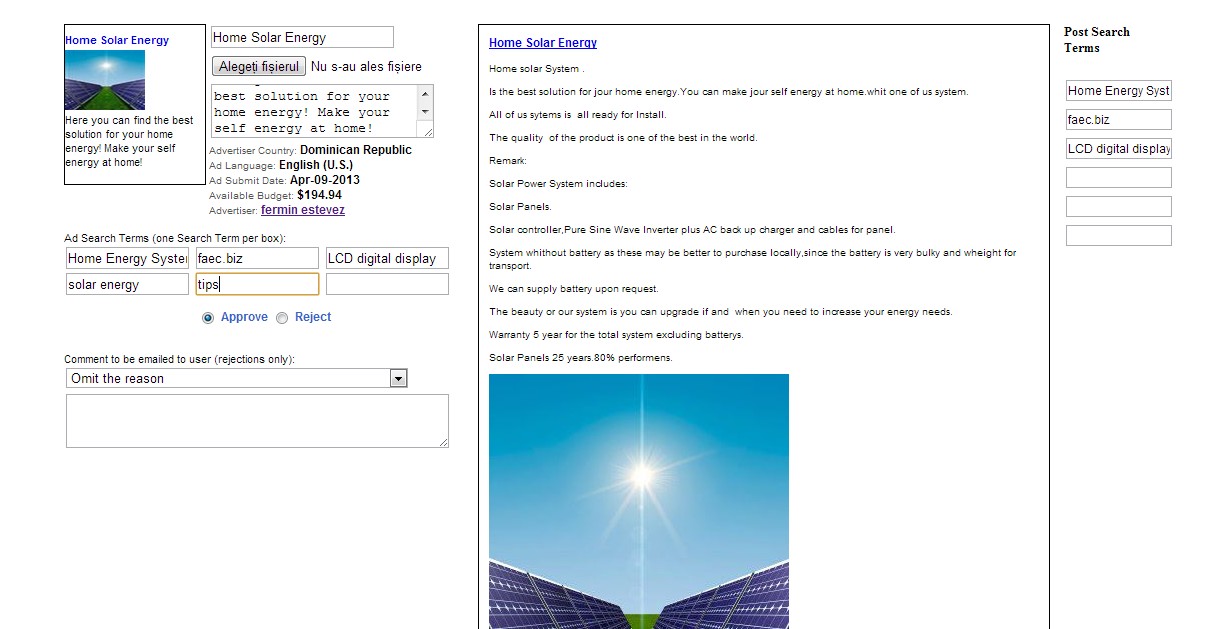 Home Solar Energy
Here you can find the best
solution for your home
energy! Make your self
energy at home!
Home Solar Energy
Alegeți fișierul Nu s-au ales fișiere
best solution for your
home energy! Make your
self energy at home!
Advertiser Country: Dominican Republic
Ad Language: English (U.S.)
Ad Submit Date: Apr-09-2013
Available Budget: $194.94
Advertiser: fermin estevez
Ad Search Terms (one Search Term per box):
Home Energy System faec.biz LCD digital display
solar energy tips
Approve Reject
Comment to be emailed to user (rejections only):
Omit the reason
Home Solar Energy
Home solar System .
Is the best solution for jour home energy.You can make jour self energy at home.whit one of us system.
All of us sytems is all ready for Install.
The quality of the product is one of the best in the world.
Remark:
Solar Power System includes:
Solar Panels.
Solar controller,Pure Sine Wave Inverter plus AC back up charger and cables for panel.
System whithout battery as these may be better to purchase locally,since the battery is very bulky and wheight for
transport.
We can supply battery upon request.
The beauty or our system is you can upgrade if and when you need to increase your energy needs.
Warranty 5 year for the total system excluding batterys.
Solar Panels 25 years.80% performens.
Post Search
Terms
Home Energy Syst
faec.biz
LCD digital display